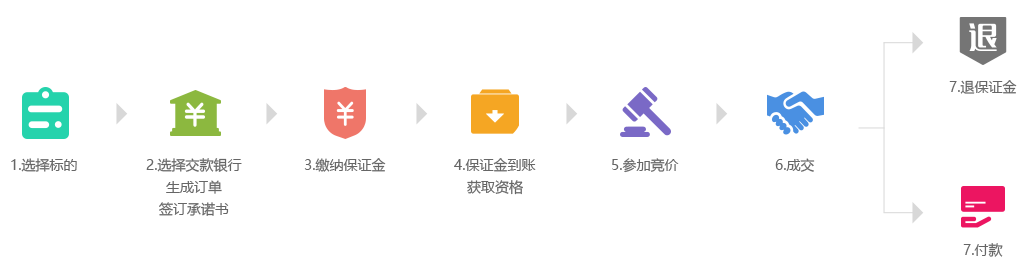 退
7.退保证金
¥
¥
1.选择标的
2.选择交款银行
生成订单
签订承诺书
3.缴纳保证金
4.保证金到账
获取资格
5.参加竞价
6.成交
7.付款